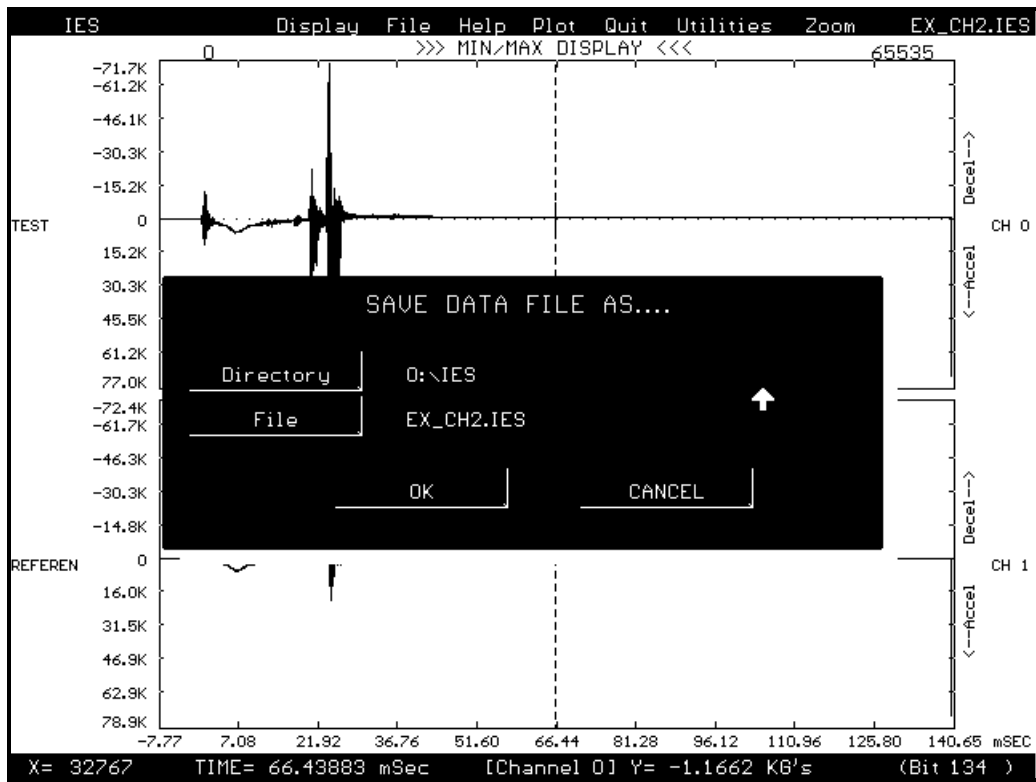 IES Display File Help Plot Quit Utilities Zoom EX_CH2.IES
0 >>> MIN/MAX DISPLAY <<< 65535
-71.7K
-61.2K
-46.1K
-30.3K
-15.2K
0
15.2K
30.3K
45.5K
61.2K
77.0K
TEST
CH 0
Decel-->
<--Accel
SAVE DATA FILE AS....
Directory O:\IES
File EX_CH2.IES
OK CANCEL
-72.4K
-61.7K
-46.3K
-30.3K
-14.8K
0
16.0K
31.5K
46.9K
62.9K
78.9K
REFEREN
CH 1
Decel-->
<--Accel
-7.77 7.08 21.92 36.76 51.60 66.44 81.28 96.12 110.96 125.80 140.65 mSEC
X= 32767 TIME= 66.43883 mSec [Channel 0] Y= -1.1662 KG's (Bit 134 )